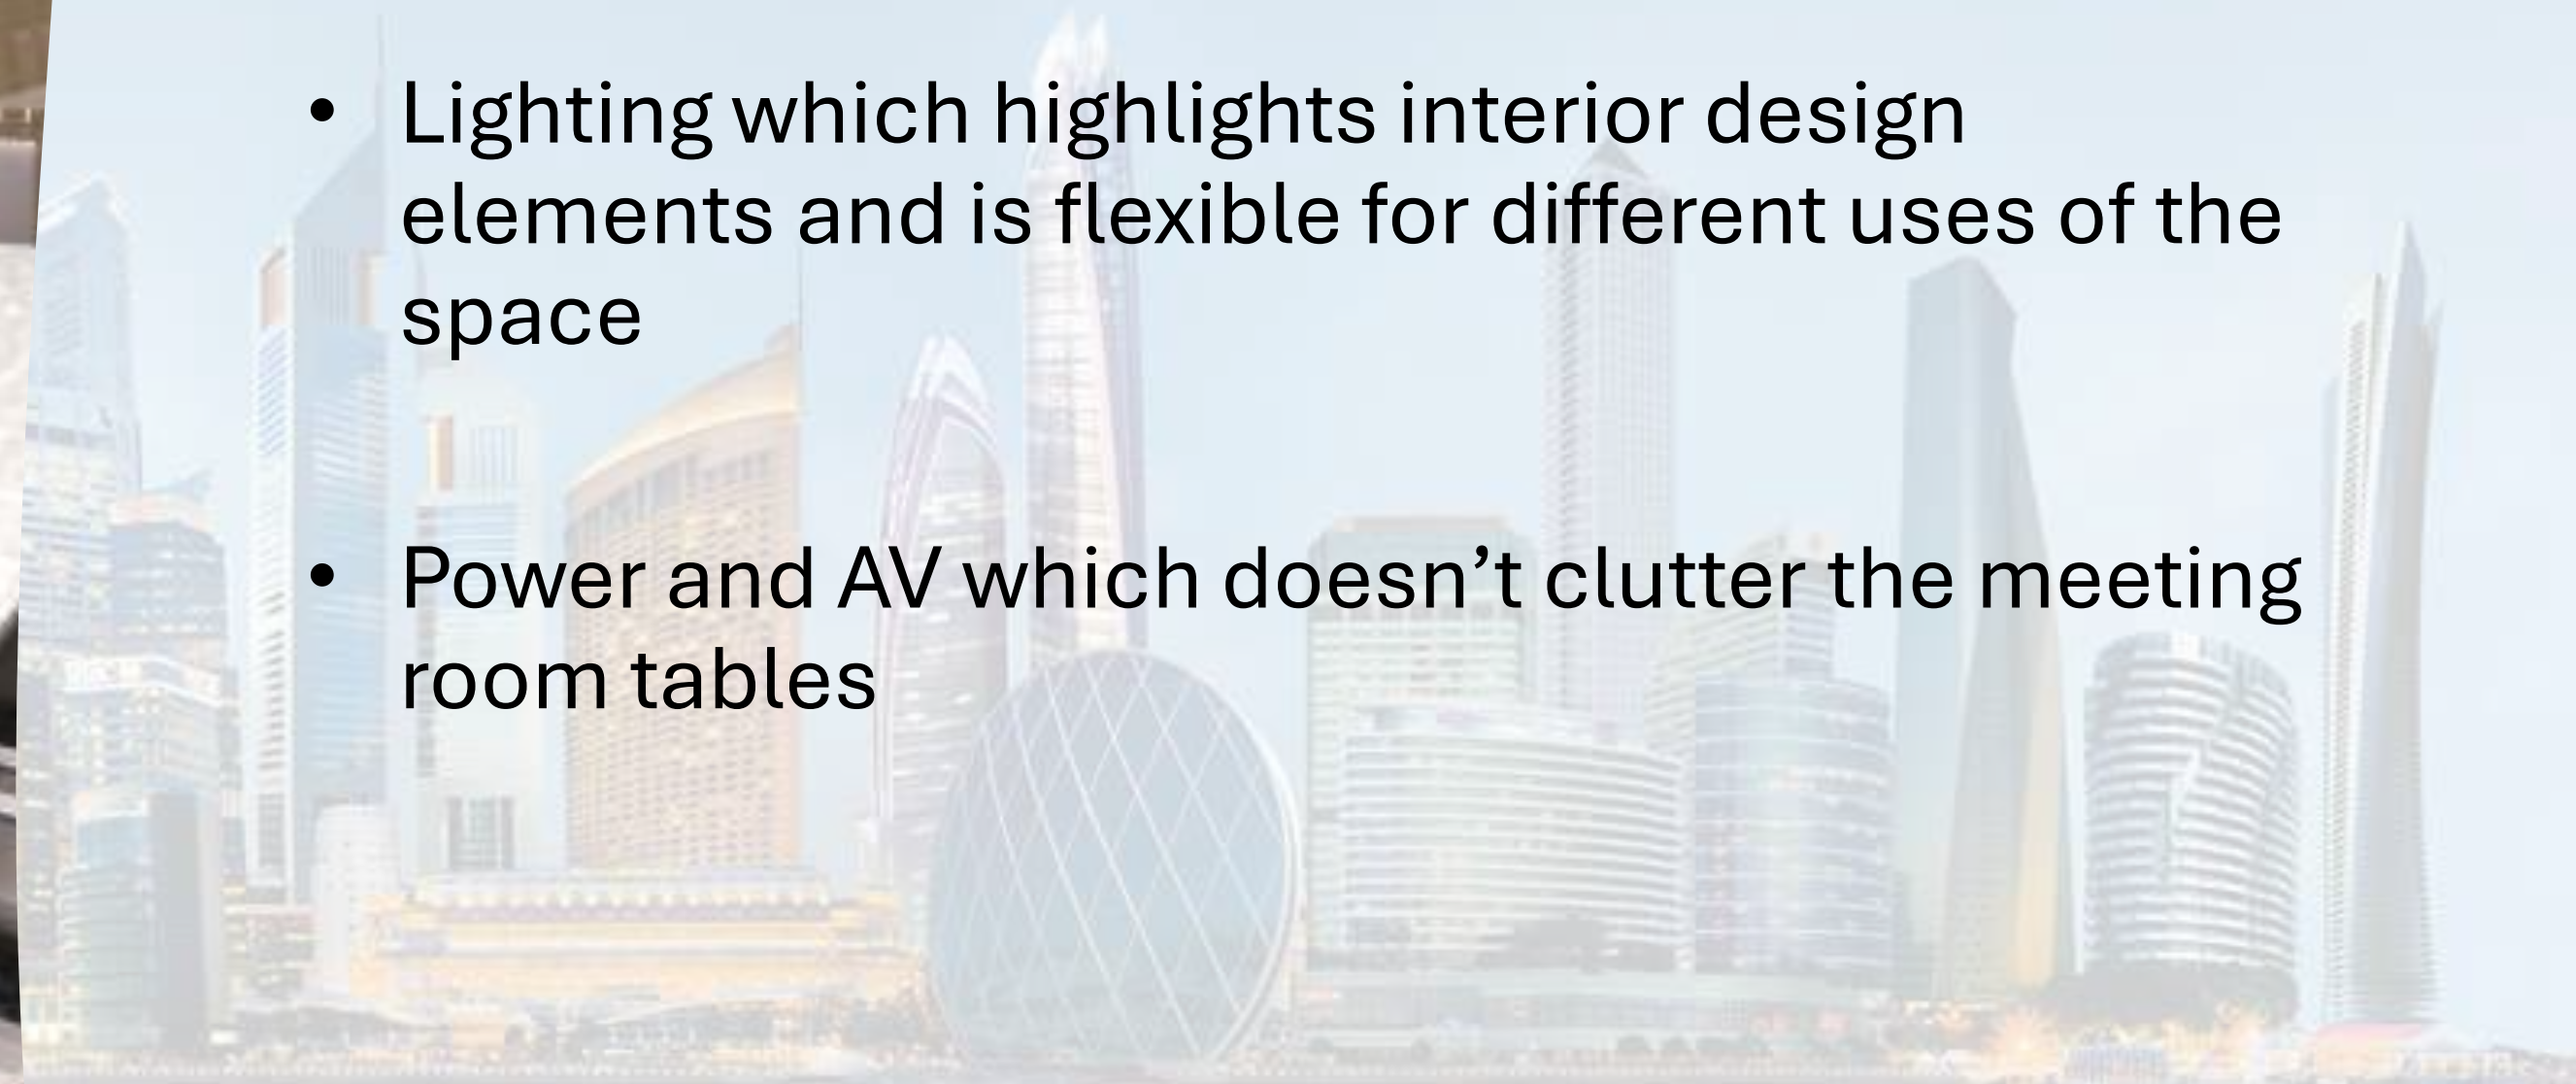 • Lighting which highlights interior design
elements and is flexible for different uses of the
space
• Power and AV which doesn’t clutter the meeting
room tables